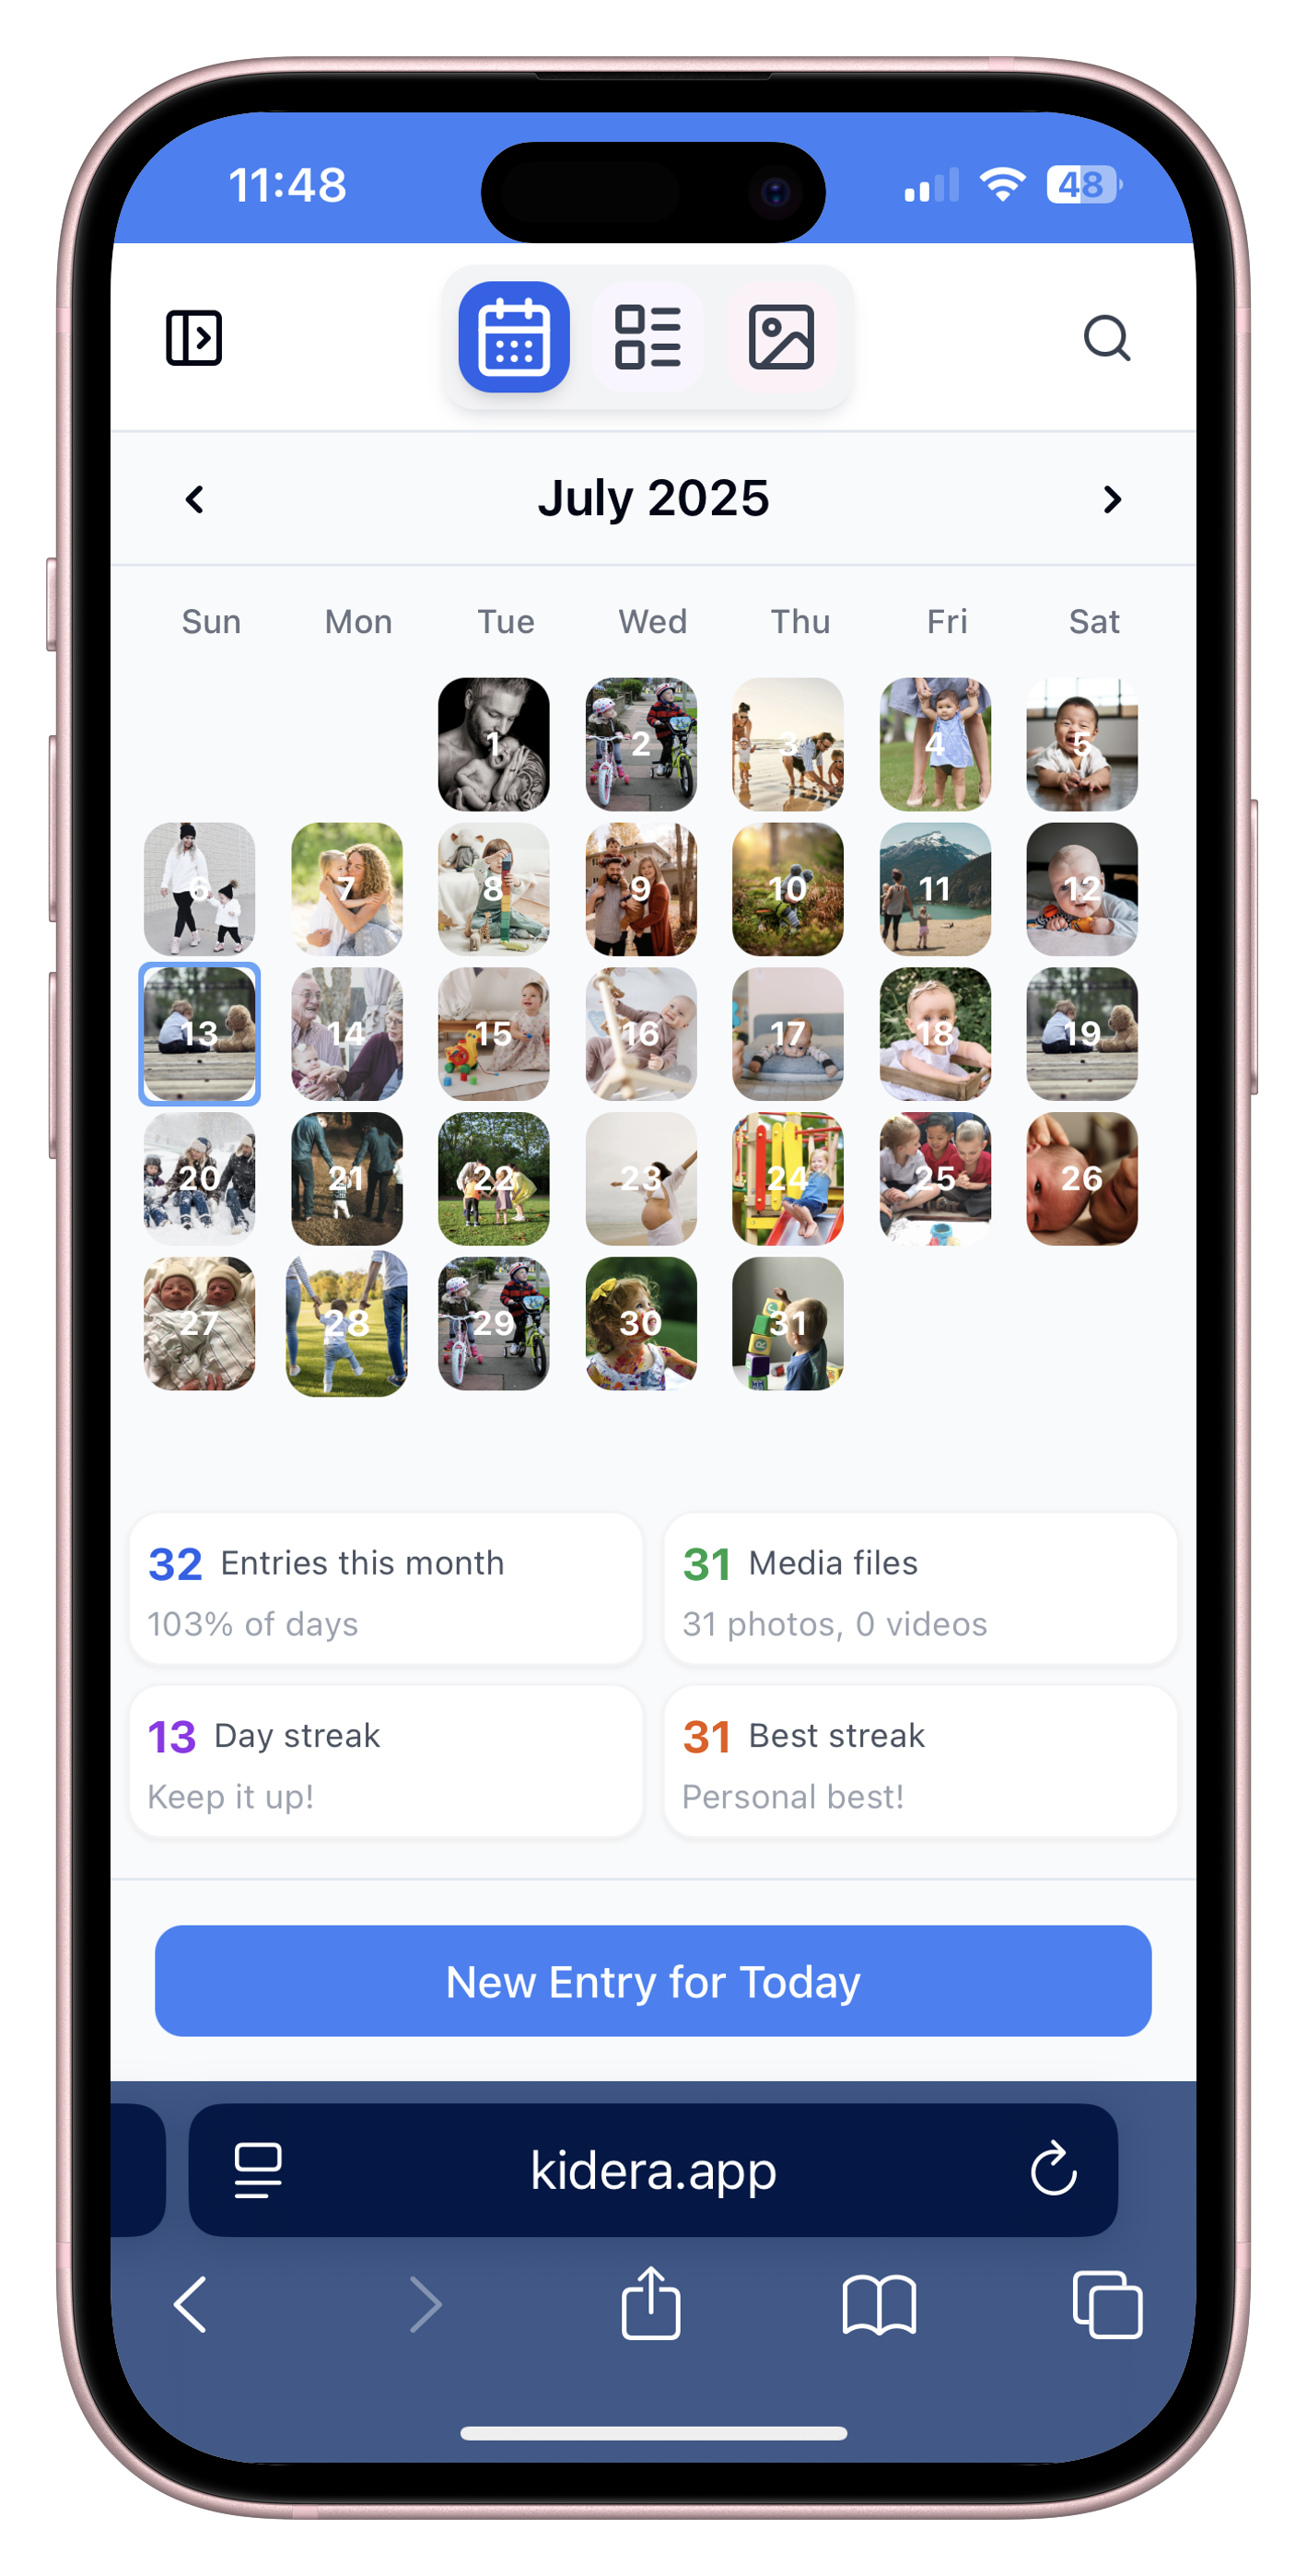 11:48
48
July 2025
Sun Mon Tue Wed Thu Fri Sat
1 2 3 4 5
6 7 8 9 10 11 12
13 14 15 16 17 18 19
20 21 22 23 24 25 26
27 28 29 30 31
32 Entries this month
103% of days
31 Media files
31 photos, 0 videos
13 Day streak
Keep it up!
31 Best streak
Personal best!
New Entry for Today
kidera.app